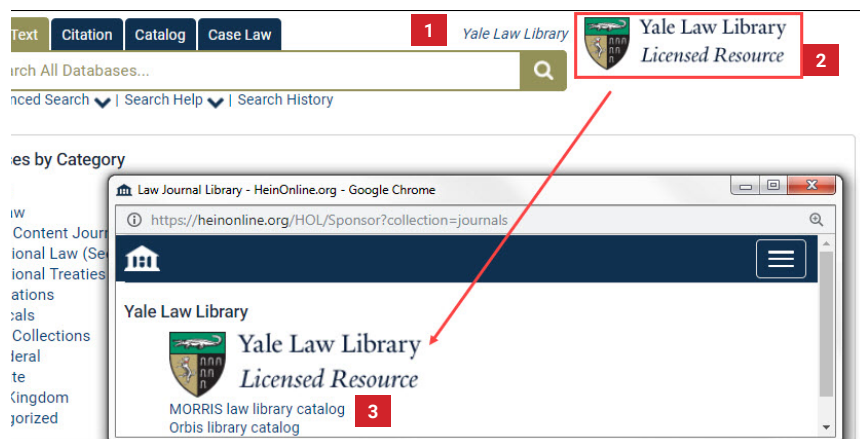 Text Citation Catalog Case Law 1 Yale Law Library Yale Law Library
Licensed Resource 2
rch All Databases...
nced Search | Search Help | Search History
es by Category
Law Journal Library - HeinOnline.org - Google Chrome
https://heinonline.org/HOL/Sponsor?collection=journals
aw
Content Journ
ional Law (Se
ional Treaties
ations
cals
Collections
deral
te
Kingdom
gorized
Yale Law Library
Yale Law Library
Licensed Resource
MORRIS law library catalog 3
Orbis library catalog